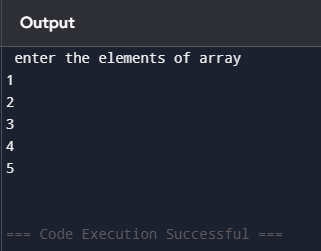 Output
enter the elements of array
1
2
3
4
5
=== Code Execution Successful ===